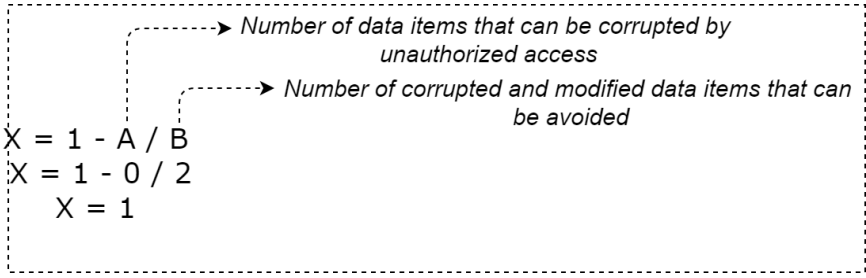 Number of data items that can be corrupted by
unauthorized access
Number of corrupted and modified data items that can
be avoided
X = 1 - A / B
X = 1 - 0 / 2
X = 1